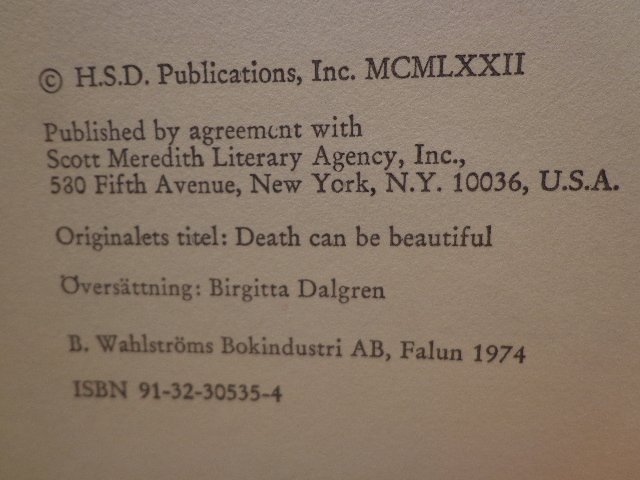 © H.S.D. Publications, Inc. MCMLXXII
Published by agreement with
Scott Meredith Literary Agency, Inc.,
580 Fifth Avenue, New York, N.Y. 10036, U.S.A.
Originalets titel: Death can be beautiful
Översättning: Birgitta Dalgren
B. Wahlströms Bokindustri AB, Falun 1974
ISBN 91-32-30535-4